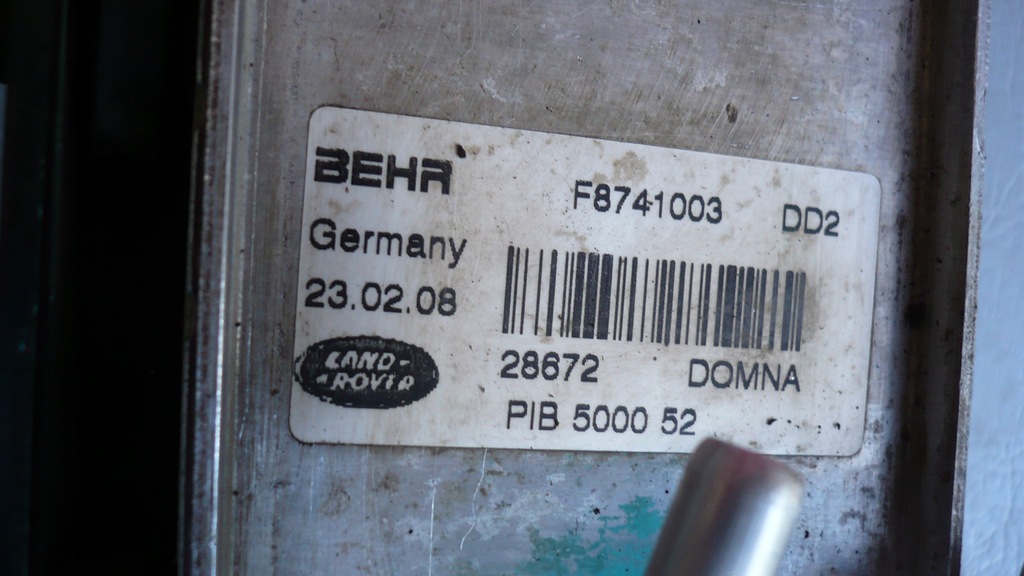 BEHR
F8741003 DD2
Germany
23.02.08
LAND-
ROVER
28672 DOMNA
PIB 5000 52